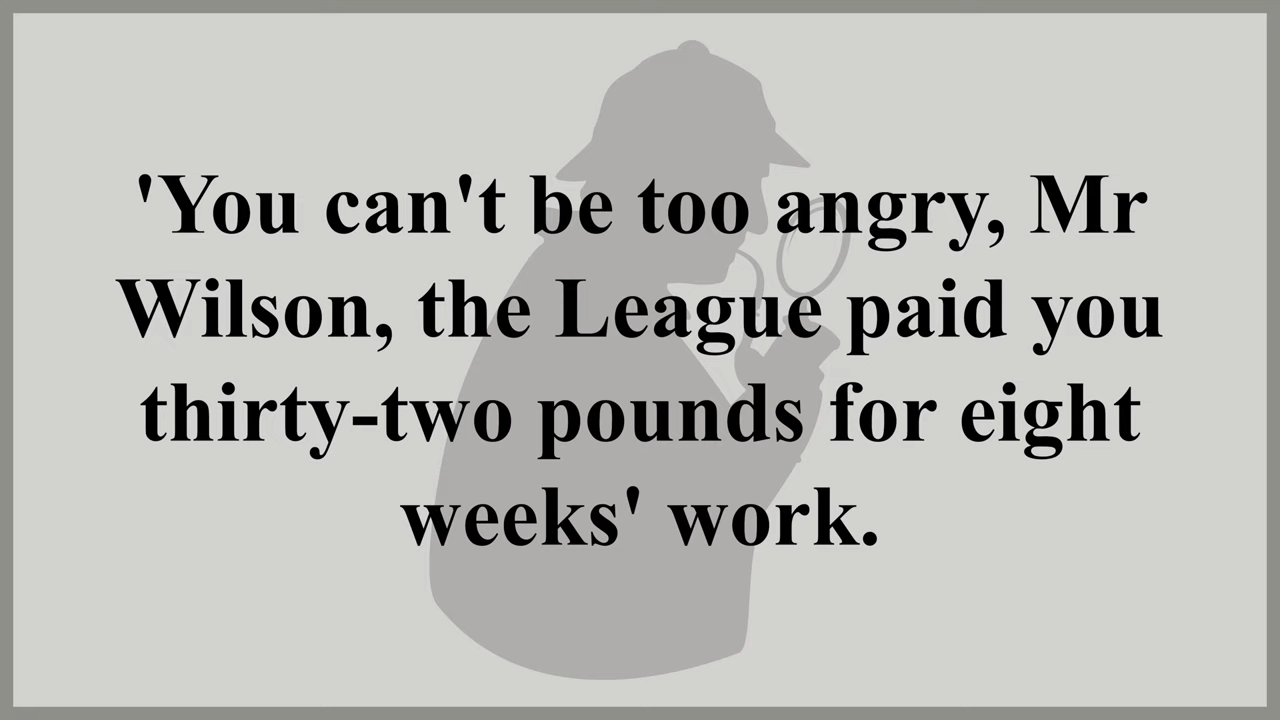 'You can't be too angry, Mr
Wilson, the League paid you
thirty-two pounds for eight
weeks' work.